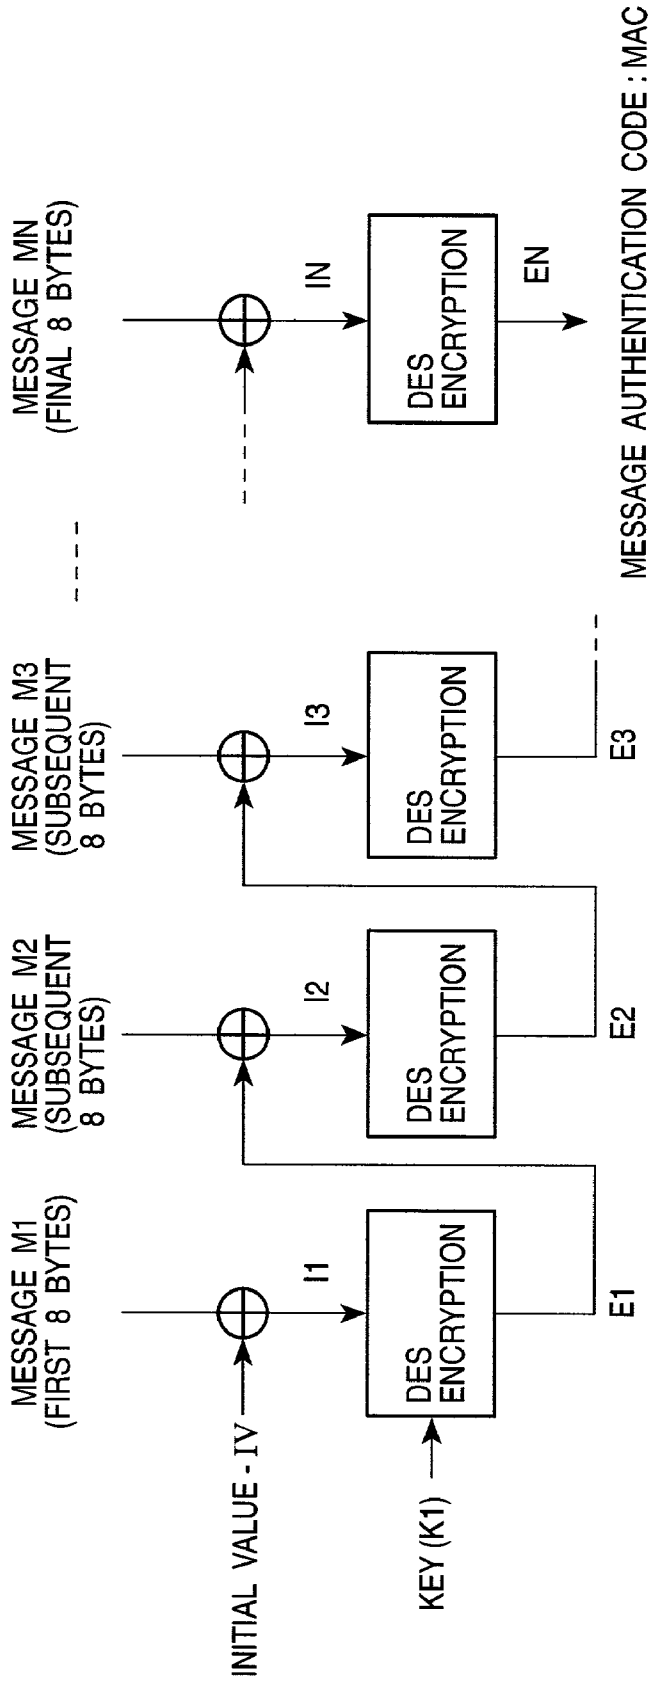 MESSAGE M1
(FIRST 8 BYTES)
MESSAGE M2
(SUBSEQUENT
8 BYTES)
MESSAGE M3
(SUBSEQUENT
8 BYTES)
MESSAGE MN
(FINAL 8 BYTES)
INITIAL VALUE - IV
I1
I2
I3
IN
KEY (K1)
DES
ENCRYPTION
DES
ENCRYPTION
DES
ENCRYPTION
DES
ENCRYPTION
E1
E2
E3
EN
MESSAGE AUTHENTICATION CODE : MAC